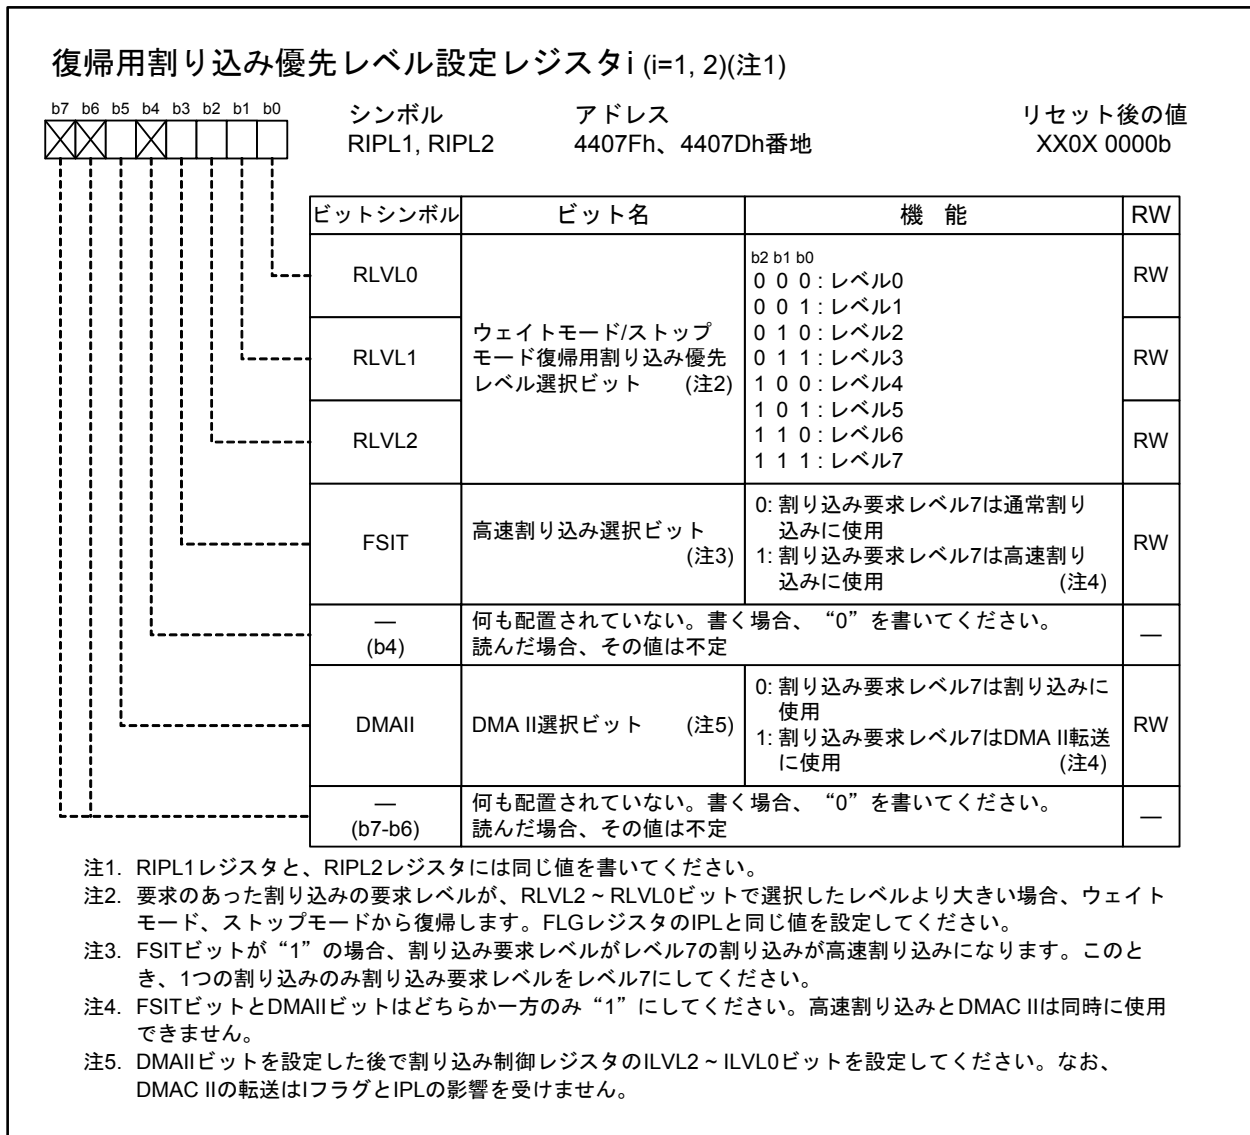 復帰用割り込み優先レベル設定レジスタi (i=1, 2)(注1)
b7 b6 b5 b4 b3 b2 b1 b0
シンボル アドレス リセット後の値
RIPL1, RIPL2 4407Fh、4407Dh番地 XX0X 0000b
ビットシンボル ビット名 機 能 RW
RLVL0 RW
RLVL1 RW
RLVL2 RW
ウェイトモード/ストップ
モード復帰用割り込み優先
レベル選択ビット (注2)
b2 b1 b0
0 0 0 : レベル0
0 0 1 : レベル1
0 1 0 : レベル2
0 1 1 : レベル3
1 0 0 : レベル4
1 0 1 : レベル5
1 1 0 : レベル6
1 1 1 : レベル7
FSIT
高速割り込み選択ビット
(注3)
0: 割り込み要求レベル7は通常割り
込みに使用
1: 割り込み要求レベル7は高速割り
込みに使用 (注4)
RW
—
(b4)
何も配置されていない。書く場合、“0”を書いてください。
読んだ場合、その値は不定
—
DMAII
DMA II選択ビット (注5)
0: 割り込み要求レベル7は割り込みに
使用
1: 割り込み要求レベル7はDMA II転送
に使用 (注4)
RW
—
(b7-b6)
何も配置されていない。書く場合、“0”を書いてください。
読んだ場合、その値は不定
—
注1. RIPL1レジスタと、RIPL2レジスタには同じ値を書いてください。
注2. 要求のあった割り込みの要求レベルが、RLVL2 ~ RLVL0ビットで選択したレベルより大きい場合、ウェイト
モード、ストップモードから復帰します。FLGレジスタのIPLと同じ値を設定してください。
注3. FSITビットが“1”の場合、割り込み要求レベルがレベル7の割り込みが高速割り込みになります。このと
き、1つの割り込みのみ割り込み要求レベルをレベル7にしてください。
注4. FSITビットとDMAIIビットはどちらか一方のみ“1”にしてください。高速割り込みとDMAC IIは同時に使用
できません。
注5. DMAIIビットを設定した後で割り込み制御レジスタのILVL2 ~ ILVL0ビットを設定してください。なお、
DMAC IIの転送はIフラグとIPLの影響を受けません。